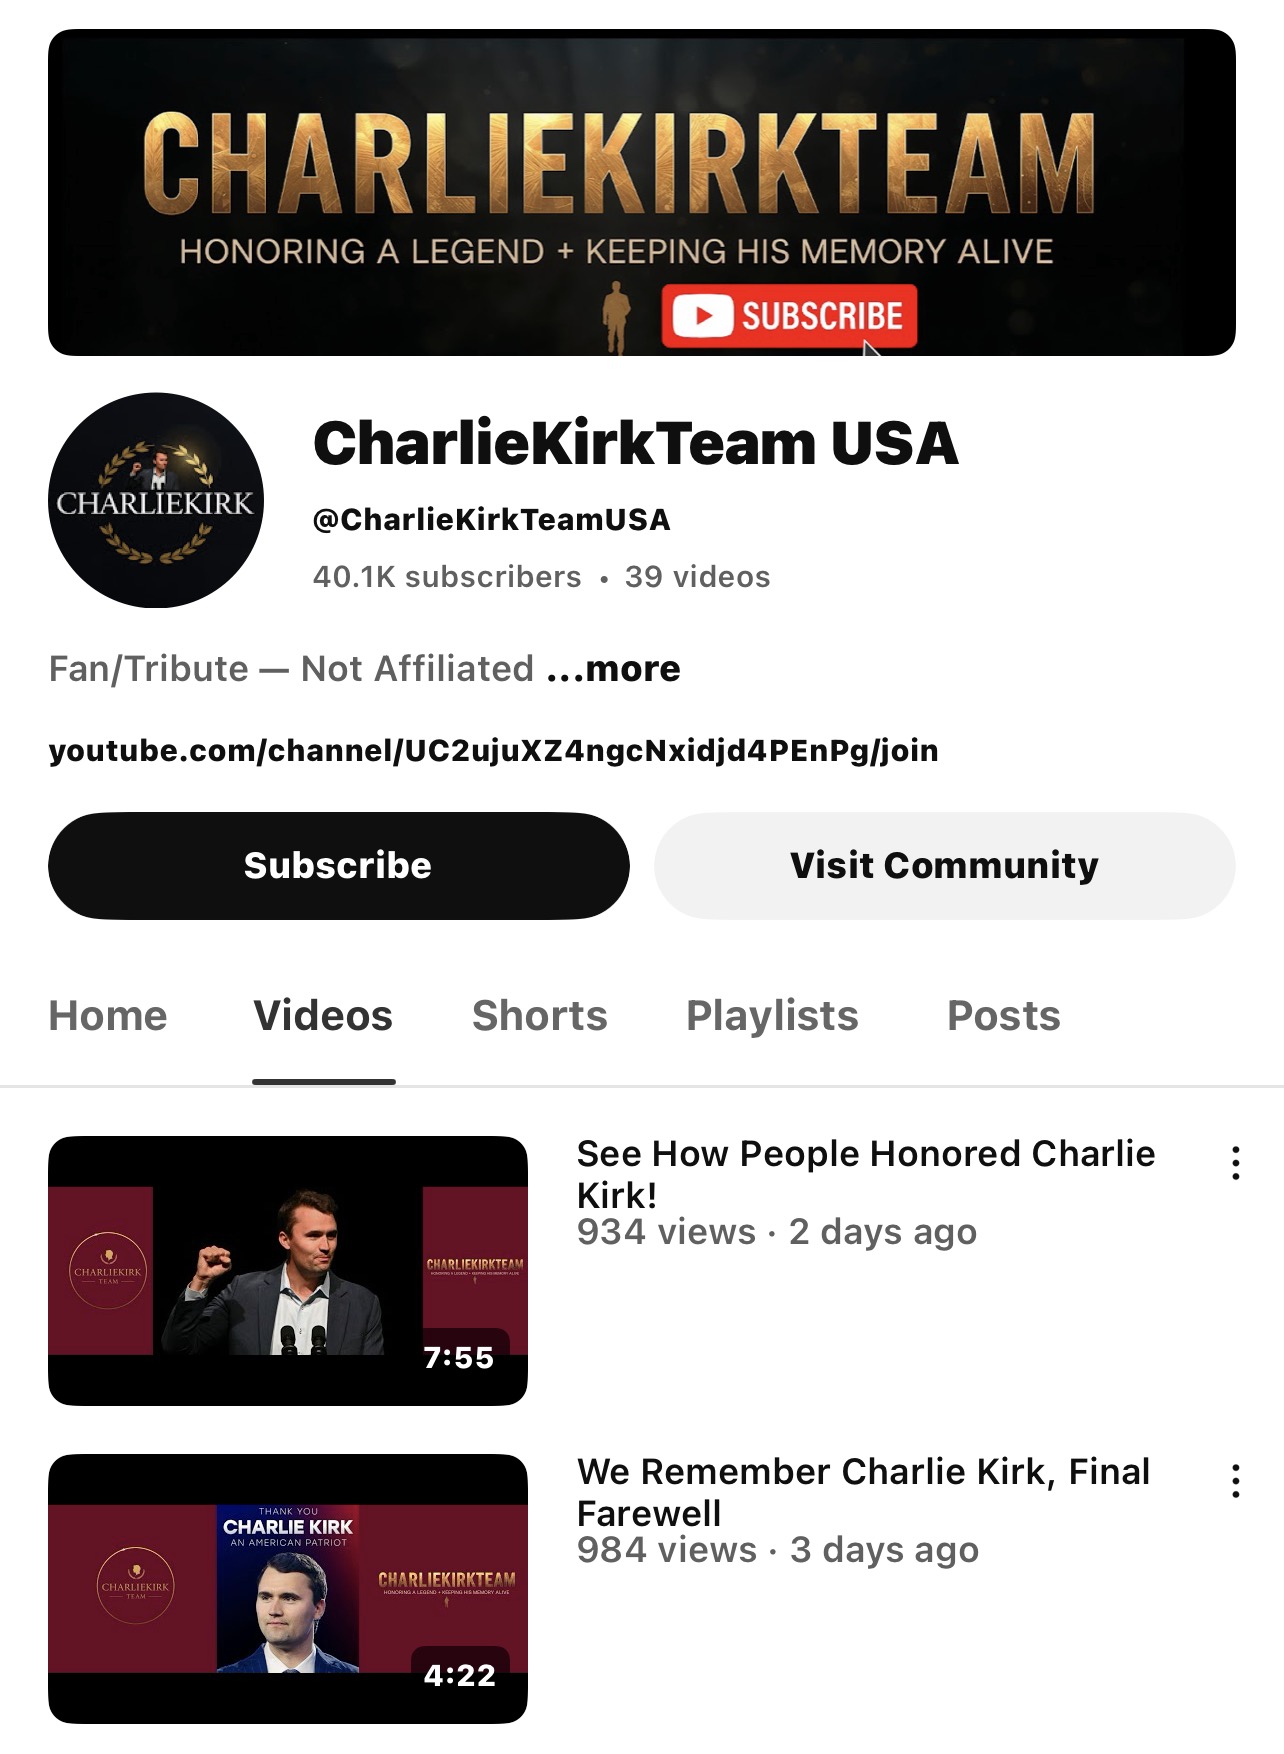 CHARLIEKIRKTEAM
HONORING A LEGEND + KEEPING HIS MEMORY ALIVE
SUBSCRIBE
CHARLIEKIRK
CharlieKirkTeam USA
@CharlieKirkTeamUSA
40.1K subscribers • 39 videos
Fan/Tribute — Not Affiliated ...more
youtube.com/channel/UC2ujuXZ4ngcNxidjd4PEnPg/join
Subscribe
Visit Community
Home
Videos
Shorts
Playlists
Posts
CHARLIEKIRK
TEAM
CHARLIEKIRKTEAM
HONORING A LEGEND + KEEPING HIS MEMORY ALIVE
7:55
See How People Honored Charlie
Kirk!
934 views · 2 days ago
CHARLIEKIRK
TEAM
THANK YOU
CHARLIE KIRK
AN AMERICAN PATRIOT
CHARLIEKIRKTEAM
HONORING A LEGEND + KEEPING HIS MEMORY ALIVE
4:22
We Remember Charlie Kirk, Final
Farewell
984 views · 3 days ago